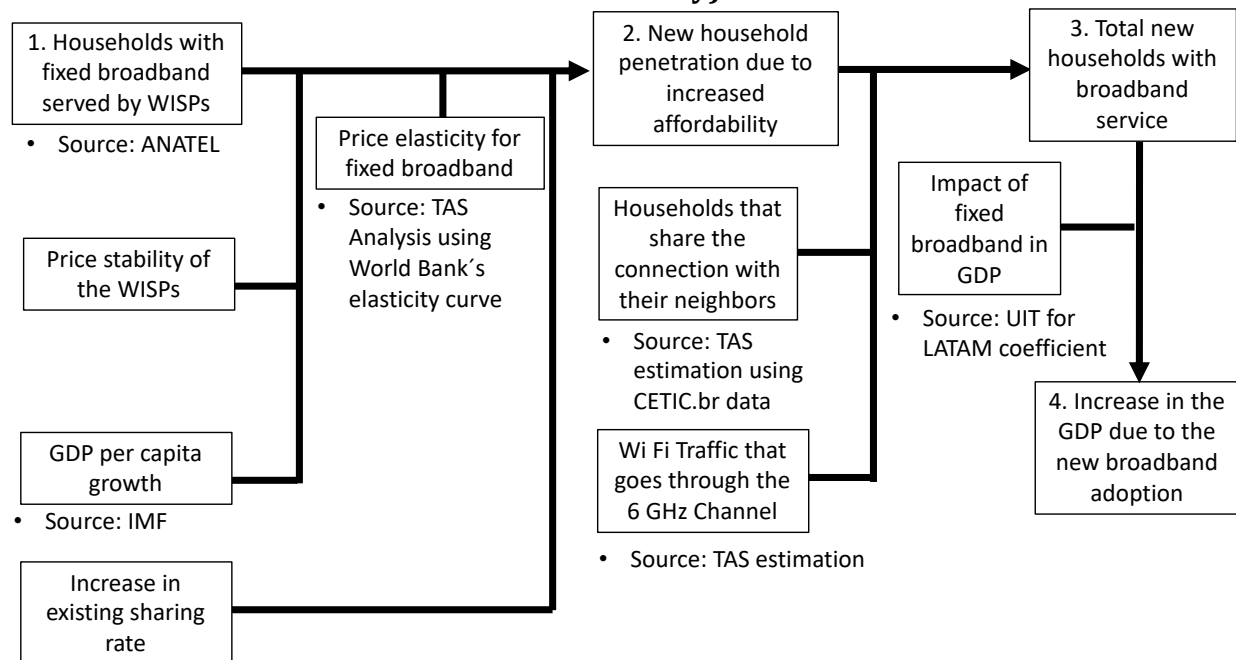 1. Households with
fixed broadband
served by WISPs
• Source: ANATEL
Price elasticity for
fixed broadband
• Source: TAS
Analysis using
World Bank´s
elasticity curve
Price stability of
the WISPs
GDP per capita
growth
• Source: IMF
Increase in
existing sharing
rate
2. New household
penetration due to
increased
affordability
Households that
share the
connection with
their neighbors
• Source: TAS
estimation using
CETIC.br data
Wi Fi Traffic that
goes through the
6 GHz Channel
• Source: TAS estimation
3. Total new
households with
broadband
service
Impact of
fixed
broadband in
GDP
• Source: UIT for
LATAM coefficient
4. Increase in the
GDP due to the
new broadband
adoption